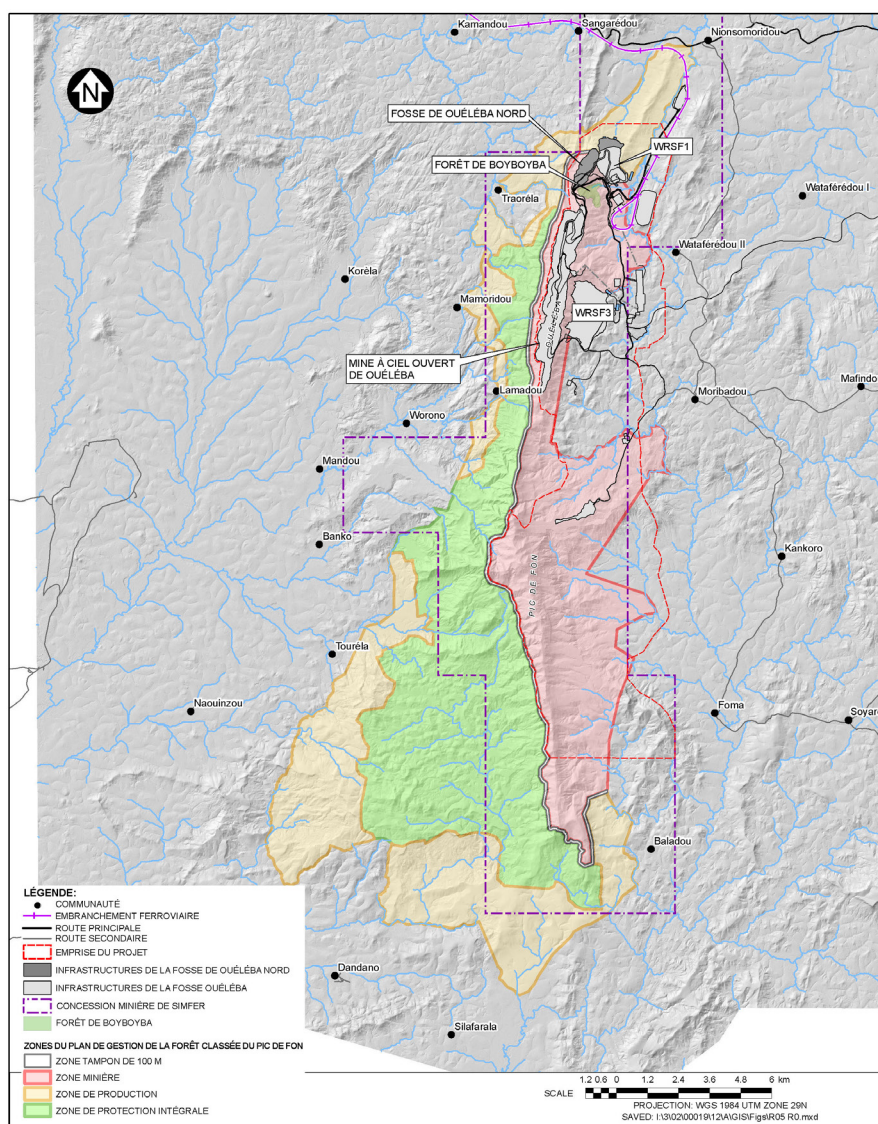 Kamandou
Sangarédou
Nionsomoridou
N
FOSSE DE OUÉLÉBA NORD
WRSF1
FORÊT DE BOYBOYBA
Traoréla
Wataférédou I
Wataférédou II
Korèla
Mamoridou
OUÉLÉBA
WRSF3
MINE À CIEL OUVERT
DE OUÉLÉBA
Lamadou
Mafindo
Moribadou
Worono
Mandou
Banko
Kankoro
PIC DE FON
Touréla
Naouinzou
Foma
Soyaré
Baladou
Dandano
Silafarala
LÉGENDE:
COMMUNAUTÉ
EMBRANCHEMENT FERROVIAIRE
ROUTE PRINCIPALE
ROUTE SECONDAIRE
EMPRISE DU PROJET
INFRASTRUCTURES DE LA FOSSE DE OUÉLÉBA NORD
INFRASTRUCTURES DE LA FOSSE OUÉLÉBA
CONCESSION MINIÈRE DE SIMFER
FORÊT DE BOYBOYBA
ZONES DU PLAN DE GESTION DE LA FORÊT CLASSÉE DU PIC DE FON
ZONE TAMPON DE 100 M
ZONE MINIÈRE
ZONE DE PRODUCTION
ZONE DE PROTECTION INTÉGRALE
1.2 0.6 0 1.2 2.4 3.6 4.8 6 km
SCALE
PROJECTION: WGS 1984 UTM ZONE 29N
SAVED: I:\3\02\00019\12\A\GIS\Figs\R05 R0.mxd